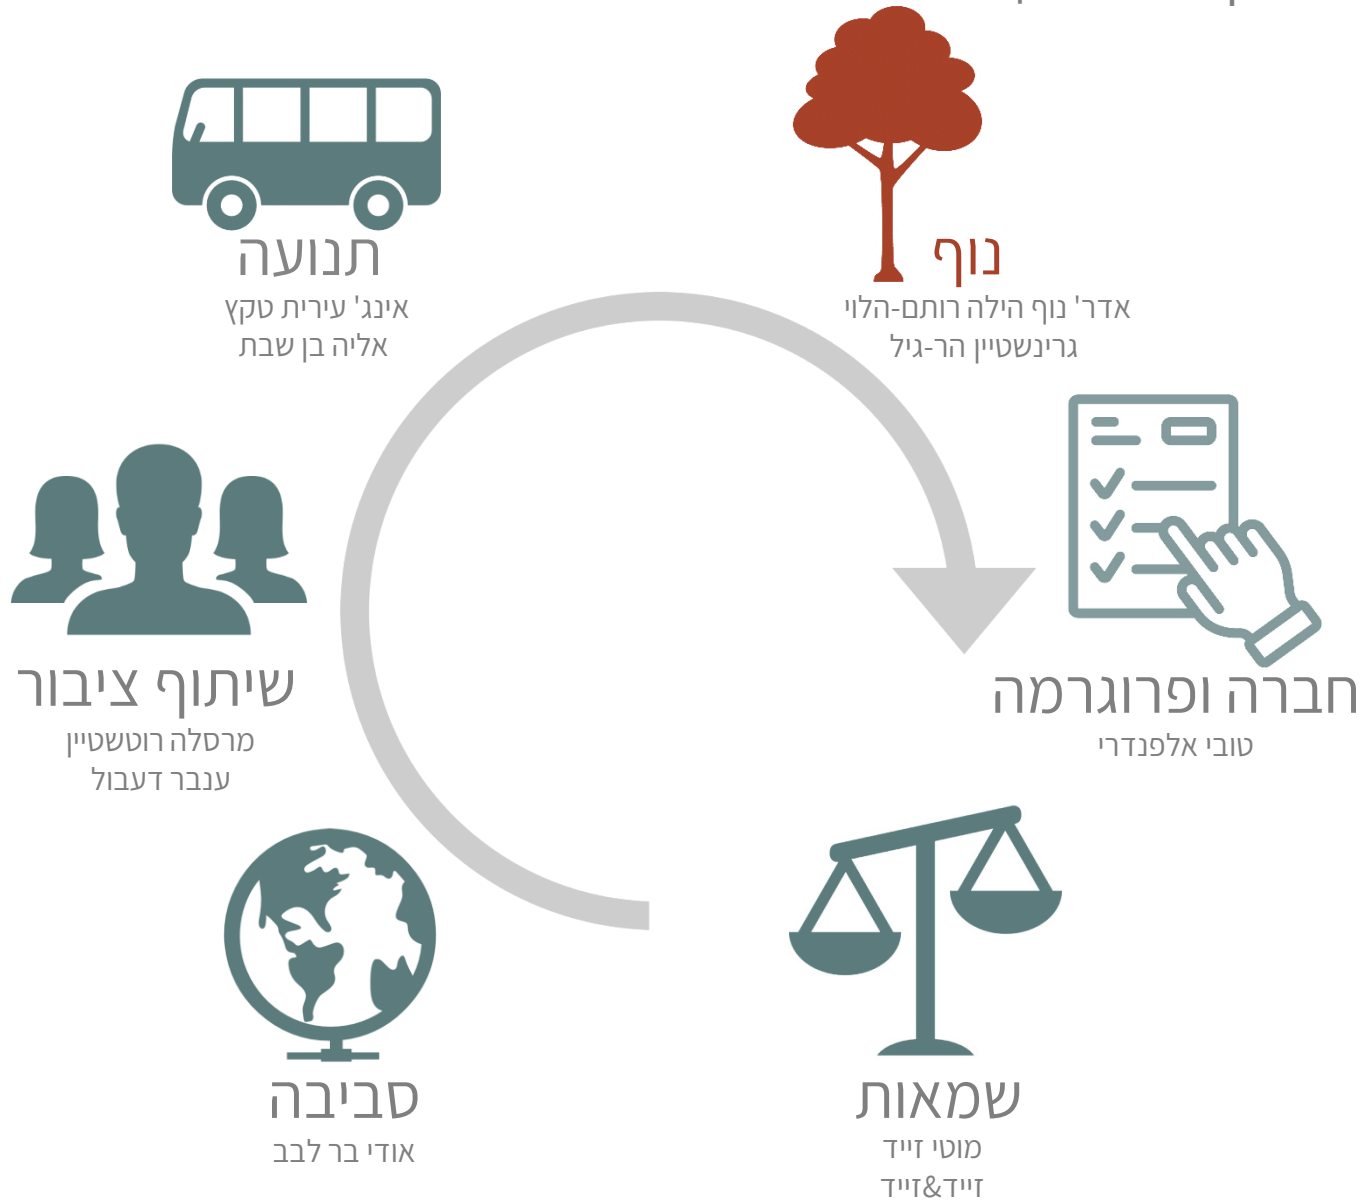 נוף
אדר' נוף הילה רותם-הלוי
גרינשטיין הר-גיל
תנועה
אינג' עירית טקץ
אליה בן שבת
חברה ופרוגרמה
טובי אלפנדרי
שיתוף ציבור
מרסלה רוטשטיין
ענבר דעבול
שמאות
מוטי זייד
זייד&זייד
סביבה
אודי בר לבב